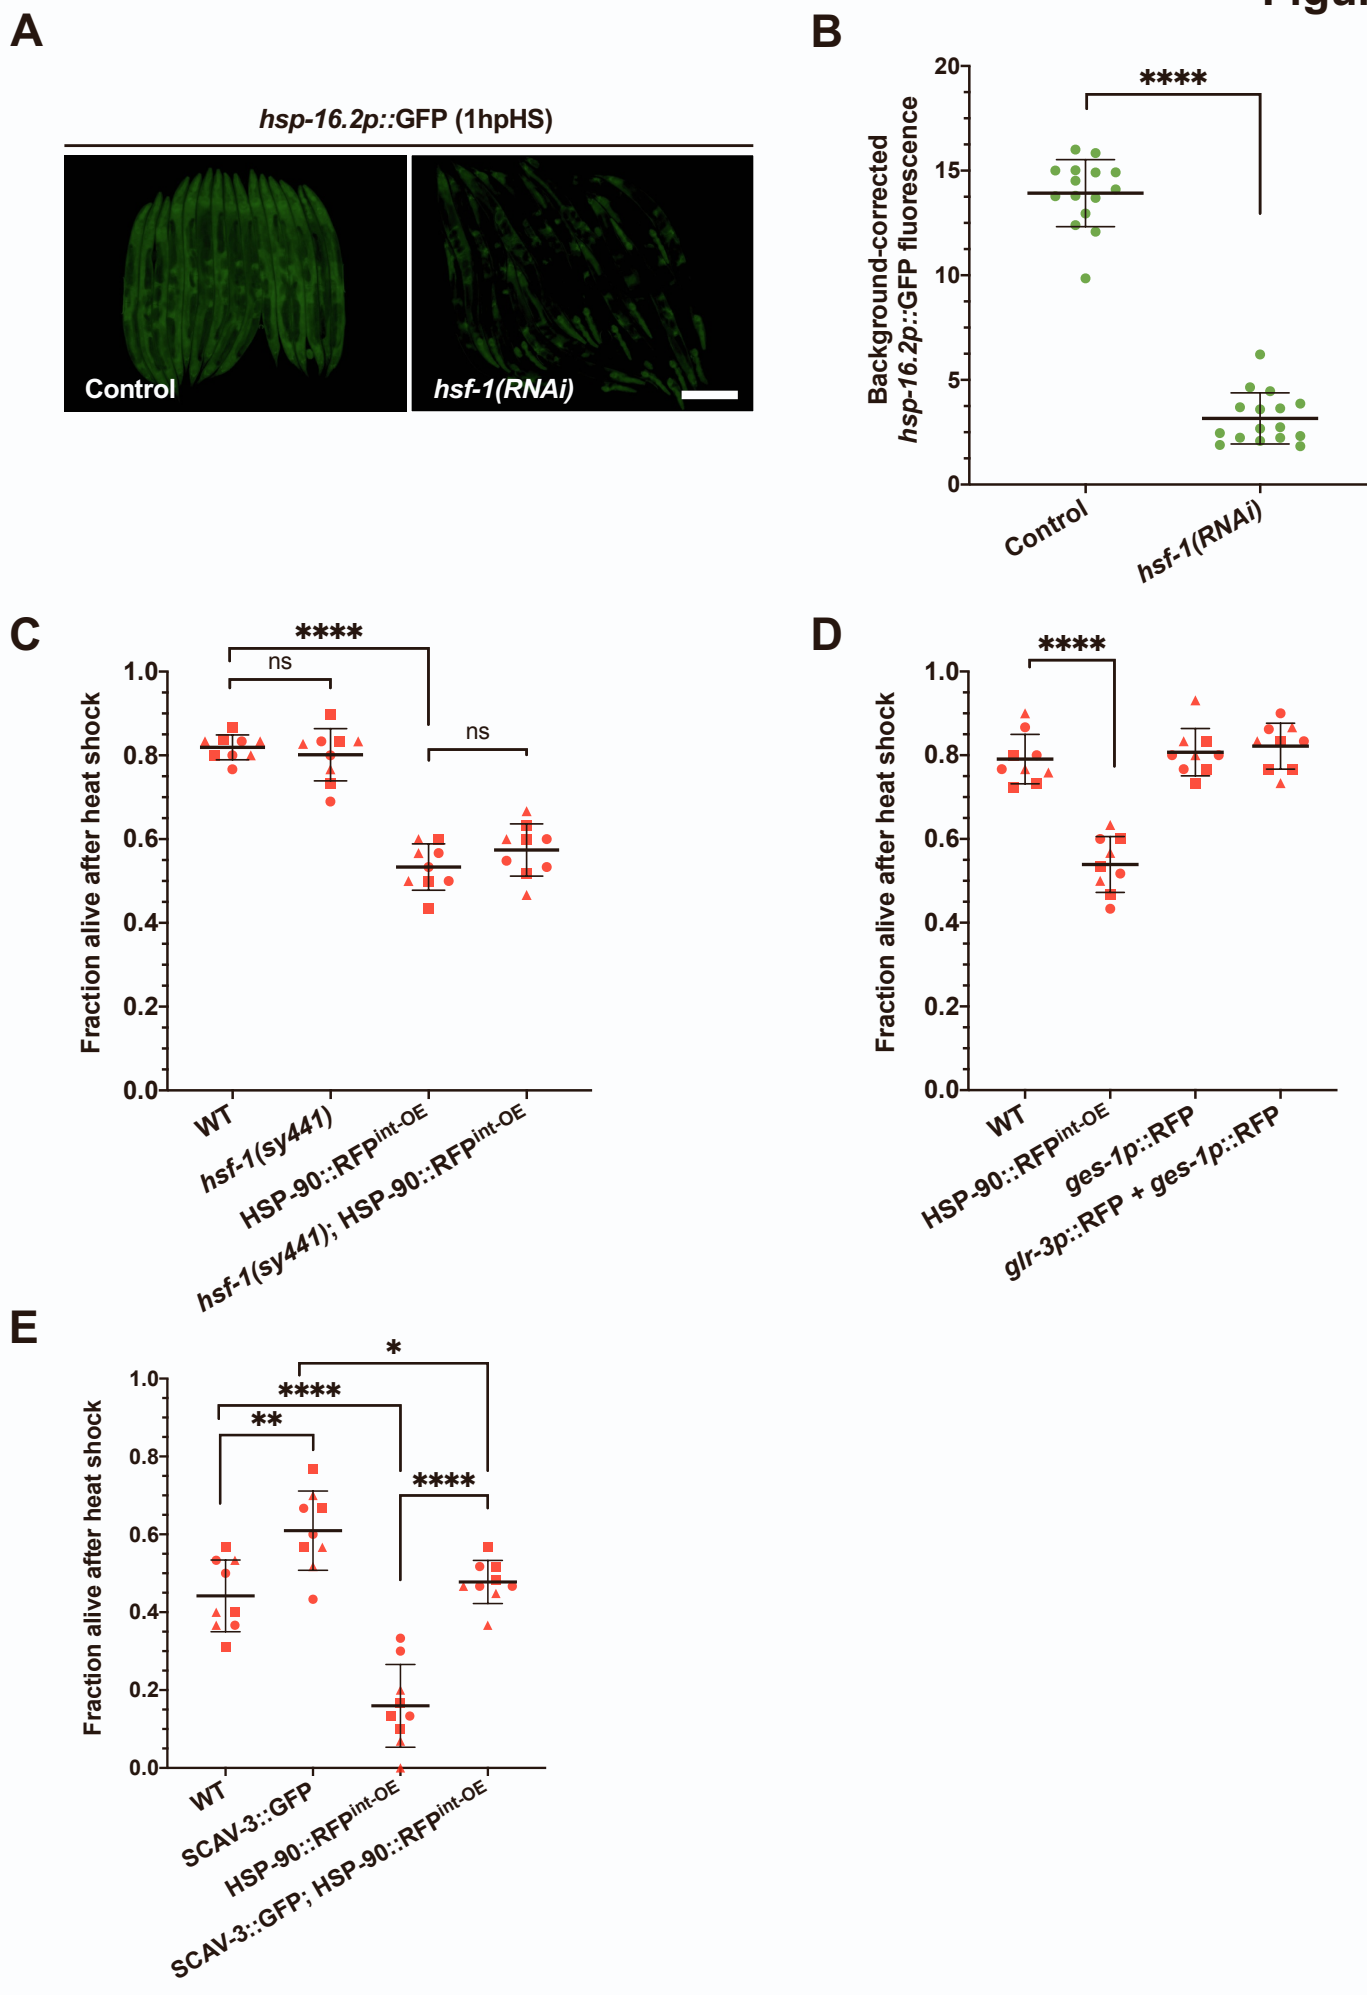 A
hsp-16.2p::GFP (1hpHS)
Control
hsf-1(RNAi)
B
****
Background-corrected
hsp-16.2p::GFP fluorescence
20
15
10
5
0
Control
hsf-1(RNAi)
C
****
ns
ns
Fraction alive after heat shock
1.0
0.8
0.6
0.4
0.2
0.0
WT
hsf-1(sy441)
HSP-90::RFPint-OE
hsf-1(sy441); HSP-90::RFPint-OE
D
****
Fraction alive after heat shock
1.0
0.8
0.6
0.4
0.2
0.0
WT
HSP-90::RFPint-OE
ges-1p::RFP
glr-3p::RFP + ges-1p::RFP
E
*
****
**
****
Fraction alive after heat shock
1.0
0.8
0.6
0.4
0.2
0.0
WT
SCAV-3::GFP
HSP-90::RFPint-OE
SCAV-3::GFP; HSP-90::RFPint-OE